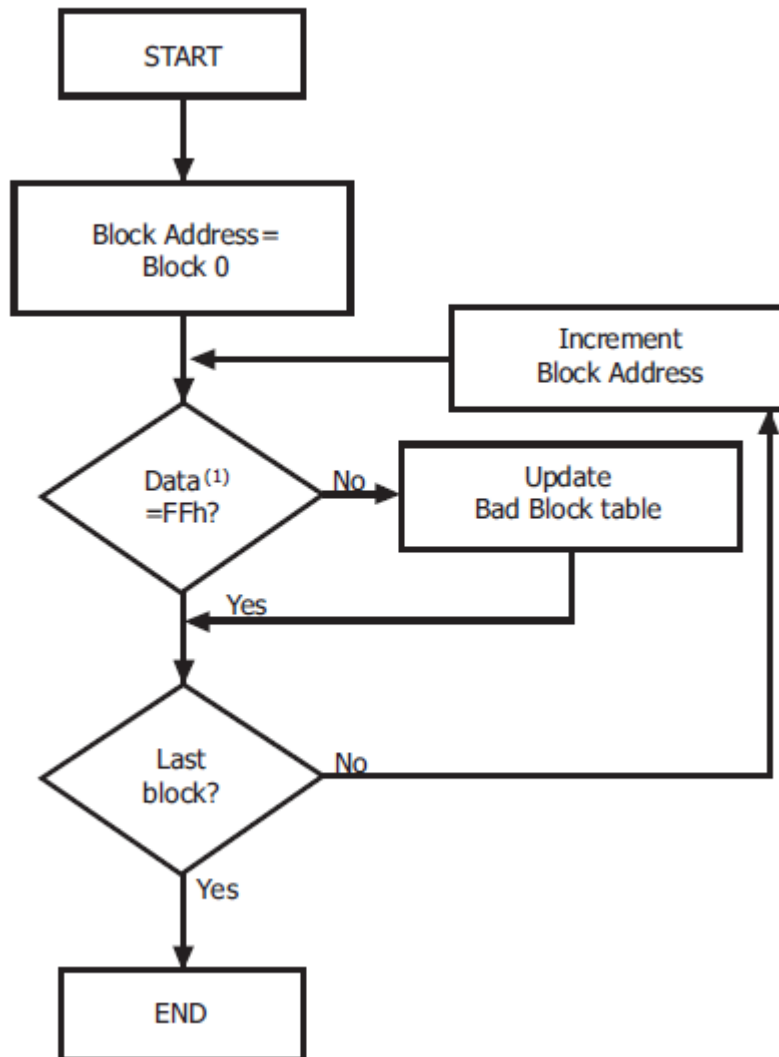 START
Block Address=
Block 0
Increment
Block Address
Data(1)
=FFh?
No
Update
Bad Block table
Yes
Last
block?
No
Yes
END